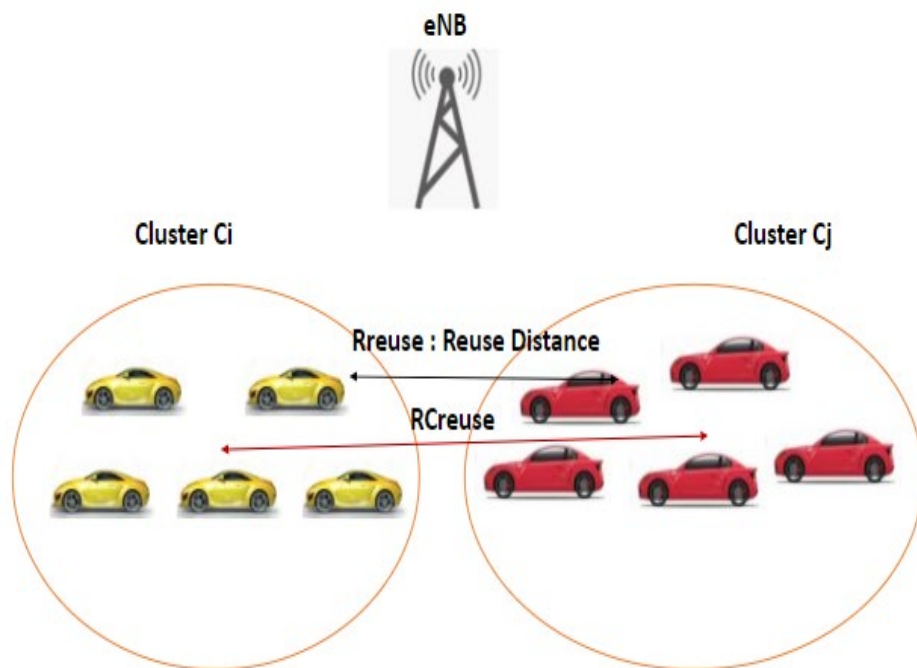 eNB
Cluster Ci
Cluster Cj
Rreuse : Reuse Distance
RCreuse